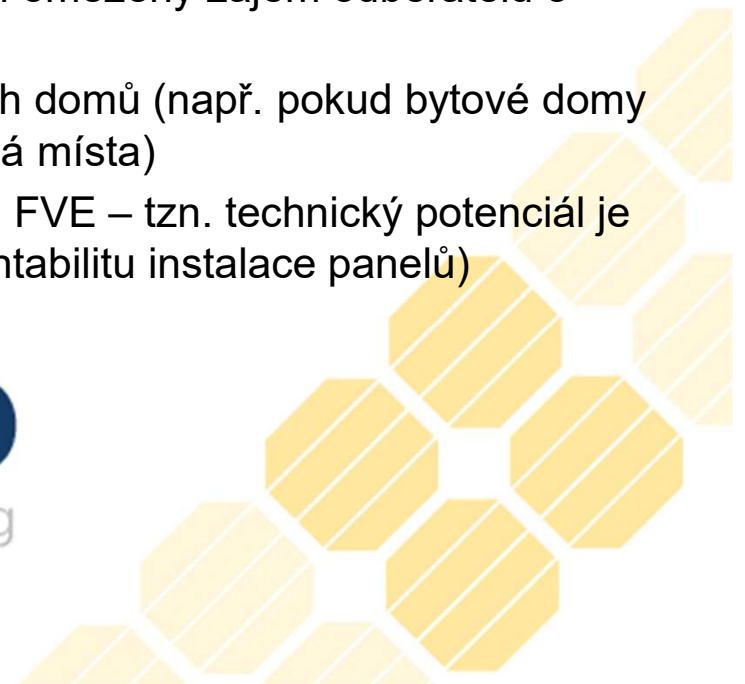 h domů (např. pokud bytové domy
á místa)
FVE – tzn. technický potenciál je
ntabilitu instalace panelů)
g